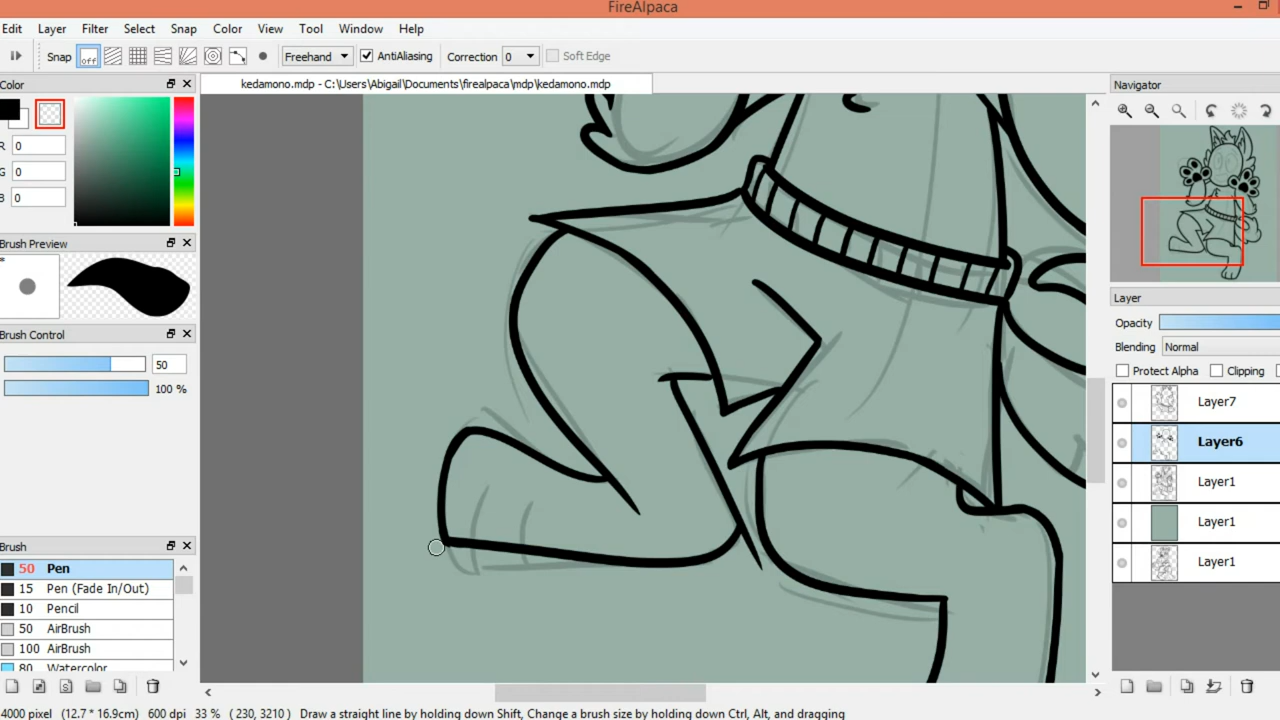 FireAlpaca
Edit Layer Filter Select Snap Color View Tool Window Help
Snap off Freehand AntiAliasing Correction 0 Soft Edge
Color
kedamono.mdp - C:\Users\Abigail\Documents\firealpaca\mdp\kedamono.mdp
Navigator
R 0
G 0
B 0
Brush Preview
Layer
Opacity
Brush Control
Blending Normal
50
Protect Alpha Clipping
100 %
Layer7
Layer6
Layer1
Layer1
Brush
50 Pen
Layer1
15 Pen (Fade In/Out)
10 Pencil
50 AirBrush
100 AirBrush
80 Watercolor
4000 pixel (12.7 * 16.9cm) 600 dpi 33 % ( 230, 3210 ) Draw a straight line by holding down Shift, Change a brush size by holding down Ctrl, Alt, and dragging